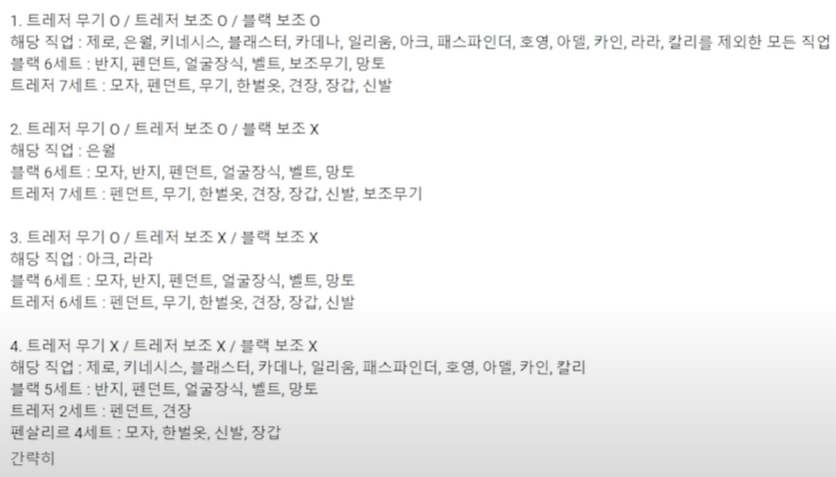 1. 트레저 무기 O / 트레저 보조 O / 블랙 보조 O
해당 직업 : 제로, 은월, 키네시스, 블래스터, 카데나, 일리움, 아크, 패스파인더, 호영, 아델, 카인, 라라, 칼리를 제외한 모든 직업
블랙 6세트 : 반지, 펜던트, 얼굴장식, 벨트, 보조무기, 망토
트레저 7세트 : 모자, 펜던트, 무기, 한벌옷, 견장, 장갑, 신발
2. 트레저 무기 O / 트레저 보조 O / 블랙 보조 X
해당 직업 : 은월
블랙 6세트 : 모자, 반지, 펜던트, 얼굴장식, 벨트, 망토
트레저 7세트 : 펜던트, 무기, 한벌옷, 견장, 장갑, 신발, 보조무기
3. 트레저 무기 O / 트레저 보조 X / 블랙 보조 X
해당 직업 : 아크, 라라
블랙 6세트 : 모자, 반지, 펜던트, 얼굴장식, 벨트, 망토
트레저 6세트 : 펜던트, 무기, 한벌옷, 견장, 장갑, 신발
4. 트레저 무기 X / 트레저 보조 X / 블랙 보조 X
해당 직업 : 제로, 키네시스, 블래스터, 카데나, 일리움, 패스파인더, 호영, 아델, 카인, 칼리
블랙 5세트 : 반지, 펜던트, 얼굴장식, 벨트, 망토
트레저 2세트 : 펜던트, 견장
펜살리르 4세트 : 모자, 한벌옷, 신발, 장갑
간략히